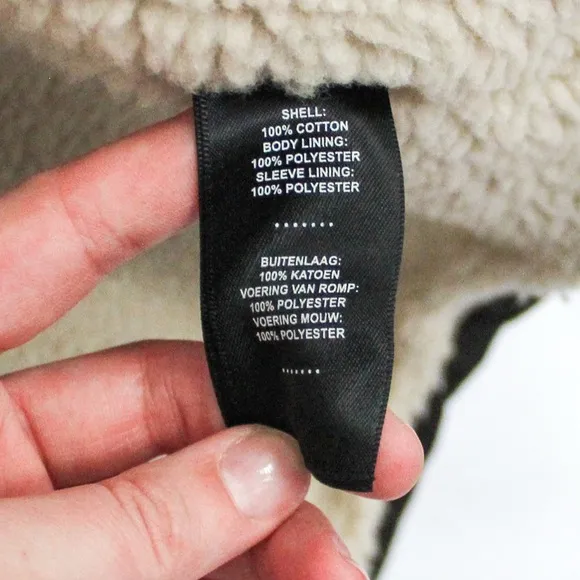 SHELL:
100% COTTON
BODY LINING:
100% POLYESTER
SLEEVE LINING:
100% POLYESTER
.......
BUITENLAAG:
100% KATOEN
VOERING VAN ROMP:
100% POLYESTER
VOERING MOUW:
100% POLYESTER
.......